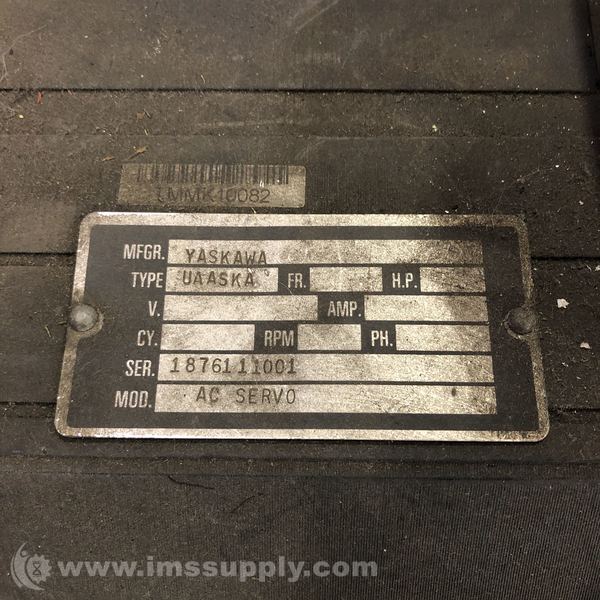 1MMK10082
MFGR. YASKAWA
TYPE UAASKA FR. H.P.
V. AMP.
CY. RPM PH.
SER. 1876111001
MOD. AC SERVO
www.imssupply.com